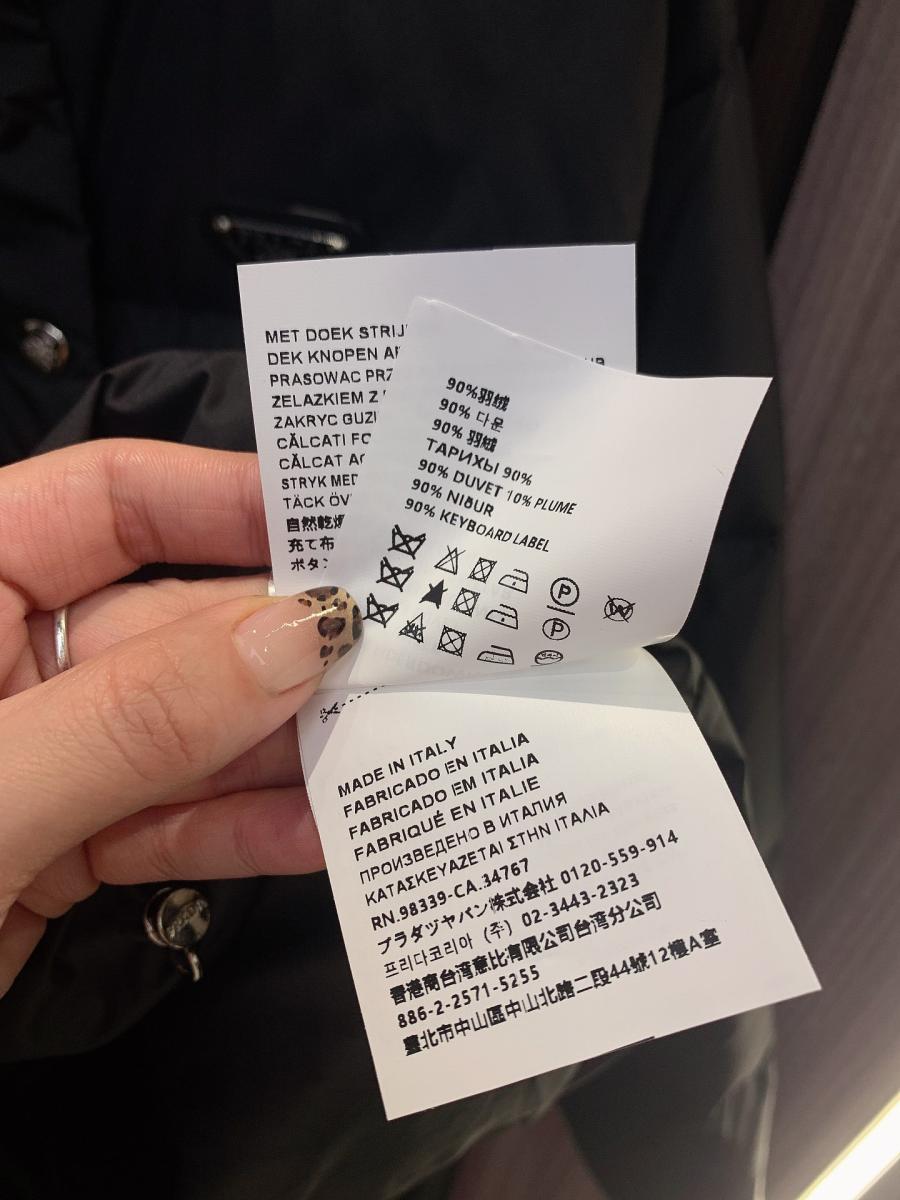 MET DOEK STRIJ
DEK KNOPEN A
PRASOWAC PRZ
ZELAZKIEM Z
ZAKRYC GUZI
CĂLCATI FO
CĂLCAT AC
STRYK MED
TÄCK ÖV
自然乾燥
充て布
ボタン
90%羽绒
90% 다운
90% 羽绒
ТАРИХЫ 90%
90% DUVET 10% PLUME
90% NIÐUR
90% KEYBOARD LABEL
MADE IN ITALY
FABRICADO EN ITALIA
FABRICADO EM ITALIA
FABRIQUÉ EN ITALIE
ПРОИЗВЕДЕНО В ИТАЛИЯ
ΚΑΤΑΣΚΕΥΑΖΕΤΑΙ ΣΤΗΝ ΙΤΑΛΙΑ
RN.98339-CA.34767
プラダジャパン株式会社 0120-559-914
프리다코리아 (주) 02-3443-2323
香港商台湾意比有限公司台湾分公司
886-2-2571-5255
臺北市中山區中山北路二段44號12樓A室